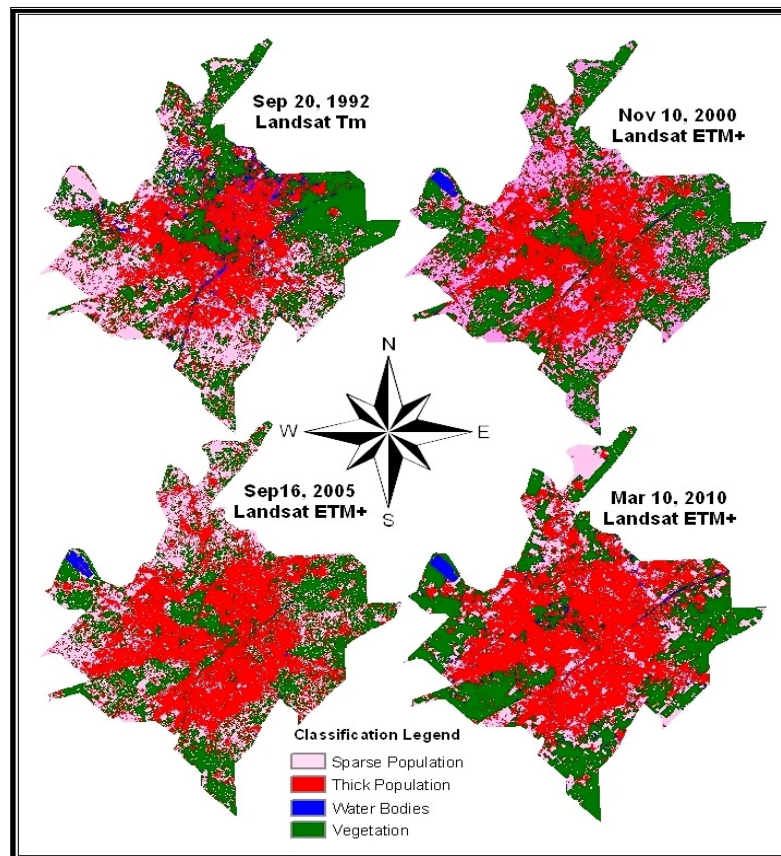 Sep 20, 1992
Landsat Tm
Nov 10, 2000
Landsat ETM+
N
W
E
S
Sep16, 2005
Landsat ETM+
Mar 10, 2010
Landsat ETM+
Classification Legend
Sparse Population
Thick Population
Water Bodies
Vegetation